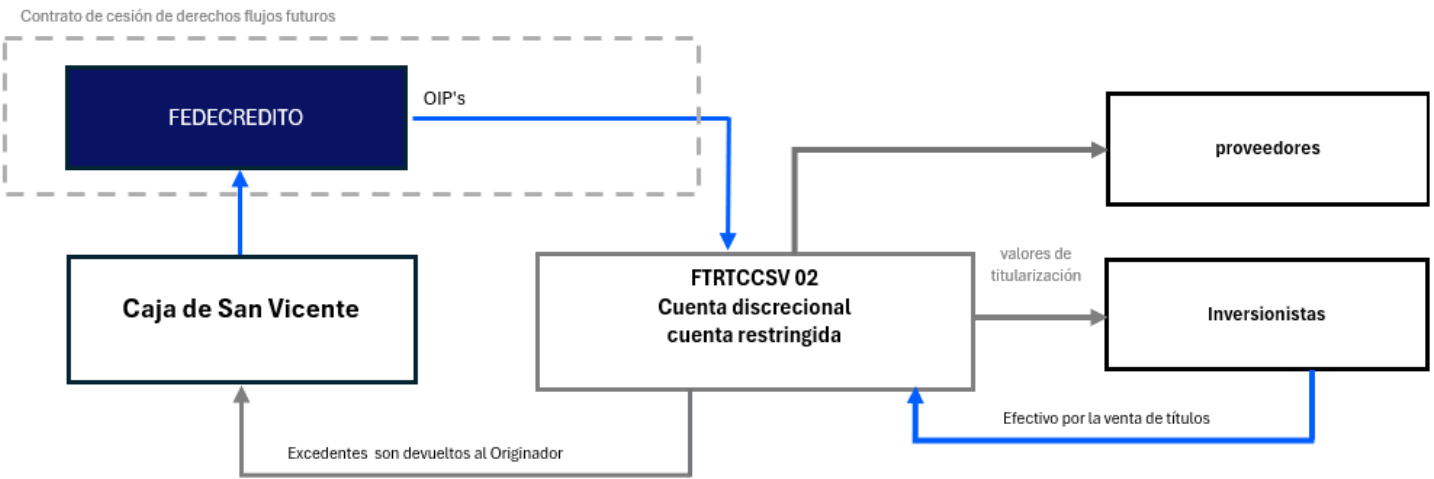 Contrato de cesión de derechos flujos futuros
FEDECREDITO
OIP's
proveedores
Caja de San Vicente
FTRTCCSV 02
Cuenta discrecional
cuenta restringida
valores de
titularización
Inversionistas
Efectivo por la venta de títulos
Excedentes son devueltos al Originador